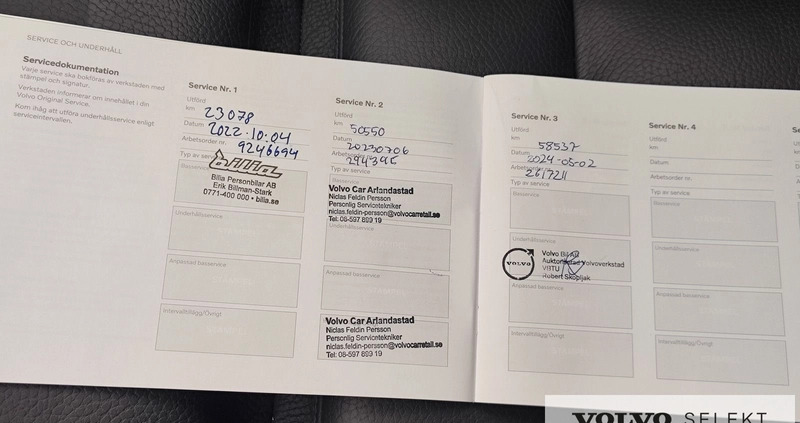 SERVICE OCH UNDERHÅLL
Servicedokumentation
Varje service ska bokföras av verkstaden med
stämpel och signatur.
Verkstaden informerar om innehållet i din
Volvo Original Service.
Kom ihåg att utföra underhållsservice enligt
serviceintervallen.
Service Nr. 1
Utförd
km 23078
Datum 2022.10.04
Arbetsorder nr. 9246694
Typ av
bilia
Basservice
Bilia Personbilar AB
Erik Billman-Stark
0771-400 000 • bilia.se
Underhållsservice
Anpassad basservice
Intervalltillägg/Övrigt
Service Nr. 2
Utförd
km 50550
Datum 20230706
Arbetsorder
Typ av service
Basservice
Volvo Car Arlandastad
Niclas Feldin Persson
Personlig Servicetekniker
niclas.feldin-persson@volvocarretail.se
Tel: 08-597 899 19
Underhållsservice
Anpassad basservice
Volvo Car Arlandastad
Niclas Feldin Persson
Personlig Servicetekniker
niclas.feldin-persson@volvocarretail.se
Tel: 08-597 899 19
Service Nr. 3
Utförd
km 58537
Datum 2024-05-02
Arbetsorder
Typ av service
Basservice
Underhållsservice
VOLVO
Volvo Bil AB
Auktoriserad Volvoverkstad
Robert Skopljak
Anpassad basservice
Intervalltillägg/Övrigt
Service Nr. 4
Utförd
km
Datum
Arbetsorder nr.
Typ av service
Basservice
Underhållsservice
Anpassad basservice
Intervalltillägg/Övrigt
VOLVO SELEKT